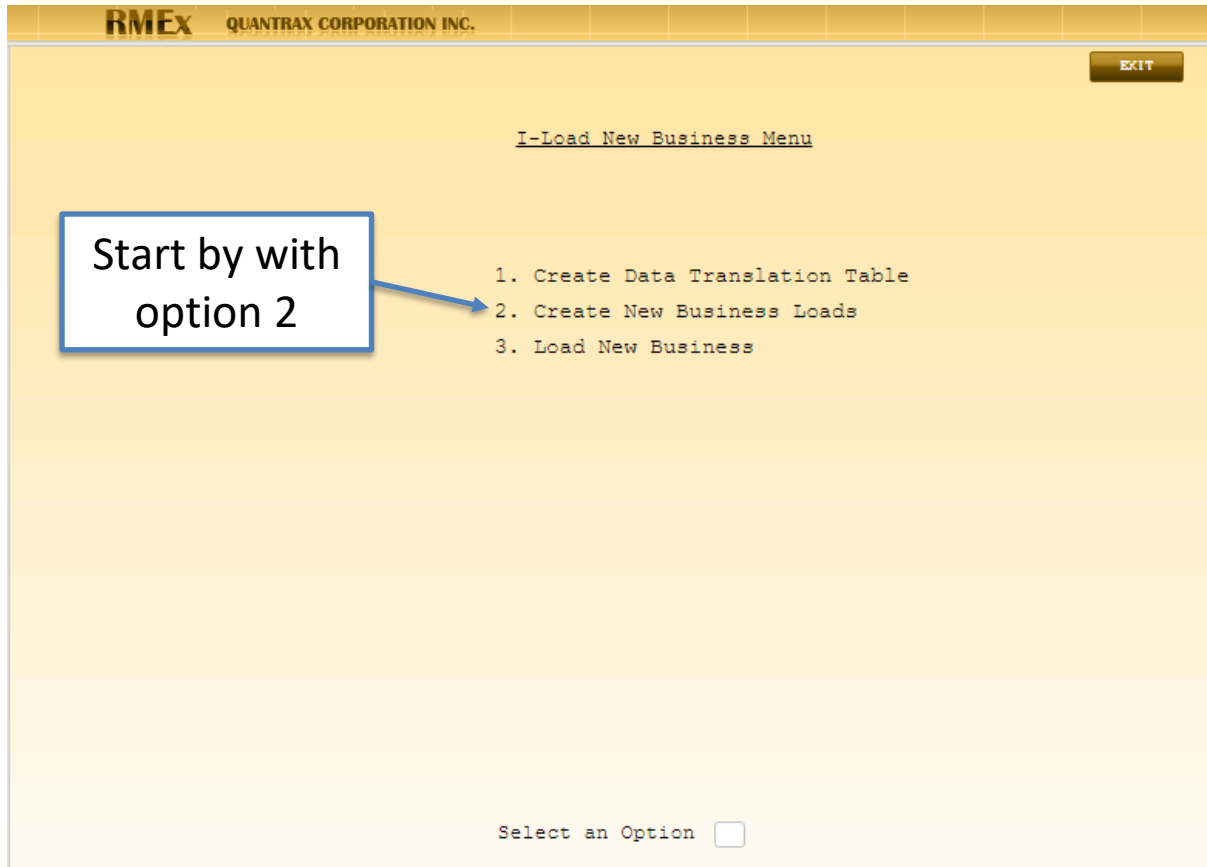 RMEx QUANTRAX CORPORATION INC.
EXIT
I-Load New Business Menu
Start by with
option 2
1. Create Data Translation Table
2. Create New Business Loads
3. Load New Business
Select an Option